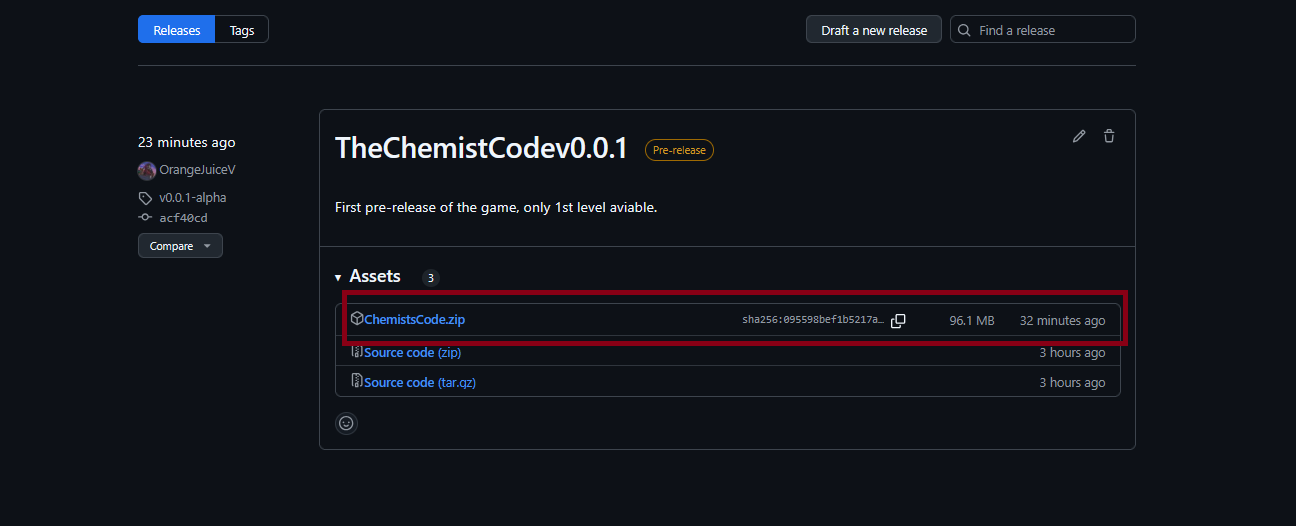 Releases Tags Draft a new release Find a release
23 minutes ago
OrangeJuiceV
v0.0.1-alpha
acf40cd
Compare
TheChemistCodev0.0.1 Pre-release
First pre-release of the game, only 1st level aviable.
Assets 3
ChemistsCode.zip sha256:095598bef1b5217a… 96.1 MB 32 minutes ago
Source code (zip) 3 hours ago
Source code (tar.gz) 3 hours ago